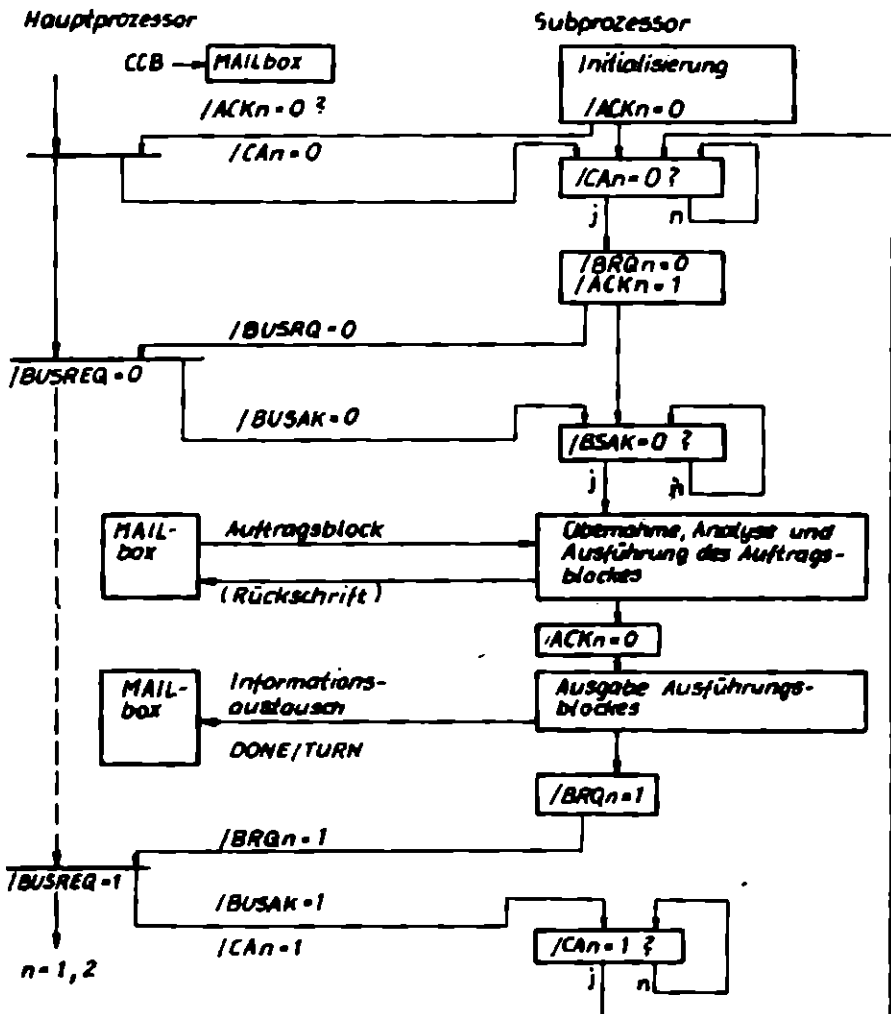 Hauptprozessor
Subprozessor
CCB
MAILbox
Initialisierung
/ACKn=0
/ACKn=0 ?
/CAn=0
/CAn=0 ?
j
n
/BRQn=0
/ACKn=1
/BUSRQ=0
/BUSREQ=0
/BUSAK=0
/BSAK=0 ?
j
n
MAIL-
box
Auftragsblock
(Rückschrift)
Übernahme, Analyse und
Ausführung des Auftrags-
blockes
/ACKn=0
MAIL-
box
Informations-
austausch
DONE/TURN
Ausgabe Ausführungs-
blockes
/BRQn=1
/BRQn=1
/BUSREQ=1
/BUSAK=1
/CAn=1
/CAn=1 ?
j
n
n=1,2